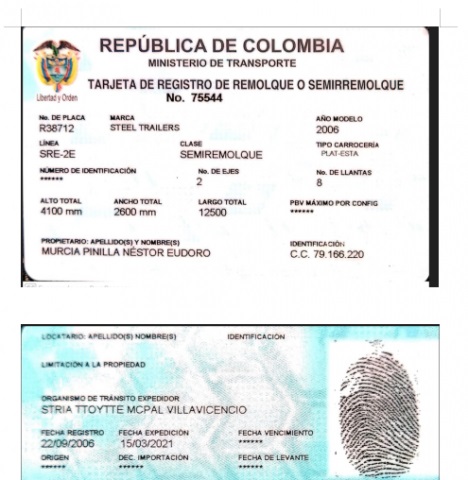 REPÚBLICA DE COLOMBIA
MINISTERIO DE TRANSPORTE
Libertad y Orden
TARJETA DE REGISTRO DE REMOLQUE O SEMIRREMOLQUE
No. 75544
No. DE PLACA MARCA AÑO MODELO
R38712 STEEL TRAILERS 2006
LÍNEA CLASE TIPO CARROCERÍA
SRE-2E SEMIREMOLQUE PLAT-ESTA
NÚMERO DE IDENTIFICACIÓN No. DE EJES No. DE LLANTAS
****** 2 8
ALTO TOTAL ANCHO TOTAL LARGO TOTAL PBV MÁXIMO POR CONFIG
4100 mm 2600 mm 12500 ******
PROPIETARIO: APELLIDO(S) Y NOMBRE(S) IDENTIFICACIÓN
MURCIA PINILLA NÉSTOR EUDORO C.C. 79.166.220
LOCATARIO: APELLIDO(S) NOMBRE(S) IDENTIFICACIÓN
LIMITACIÓN A LA PROPIEDAD
ORGANISMO DE TRÁNSITO EXPEDIDOR
STRIA TTOYTTE MCPAL VILLAVICENCIO
FECHA REGISTRO FECHA EXPEDICIÓN FECHA VENCIMIENTO
22/09/2006 15/03/2021 ******
ORIGEN DEC. IMPORTACIÓN FECHA DE LEVANTE
****** ****** ******